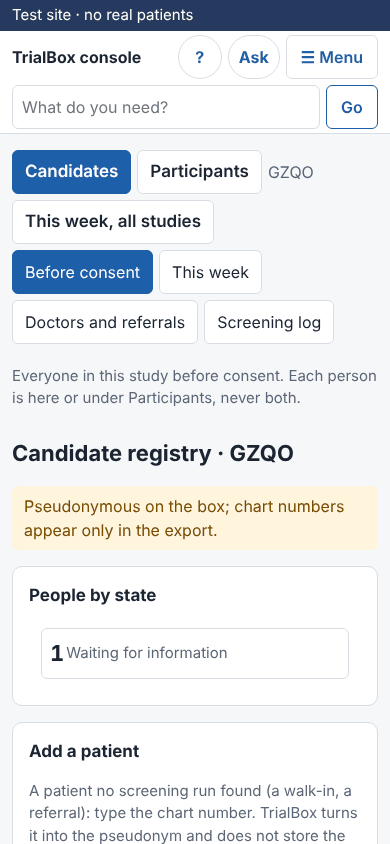 Test site · no real patients
TrialBox console
?
Ask
☰ Menu
What do you need?
Go
Candidates
Participants
GZQO
This week, all studies
Before consent
This week
Doctors and referrals
Screening log
Everyone in this study before consent. Each person
is here or under Participants, never both.
Candidate registry · GZQO
Pseudonymous on the box; chart numbers
appear only in the export.
People by state
1 Waiting for information
Add a patient
A patient no screening run found (a walk-in, a
referral): type the chart number. TrialBox turns
it into the pseudonym and does not store the